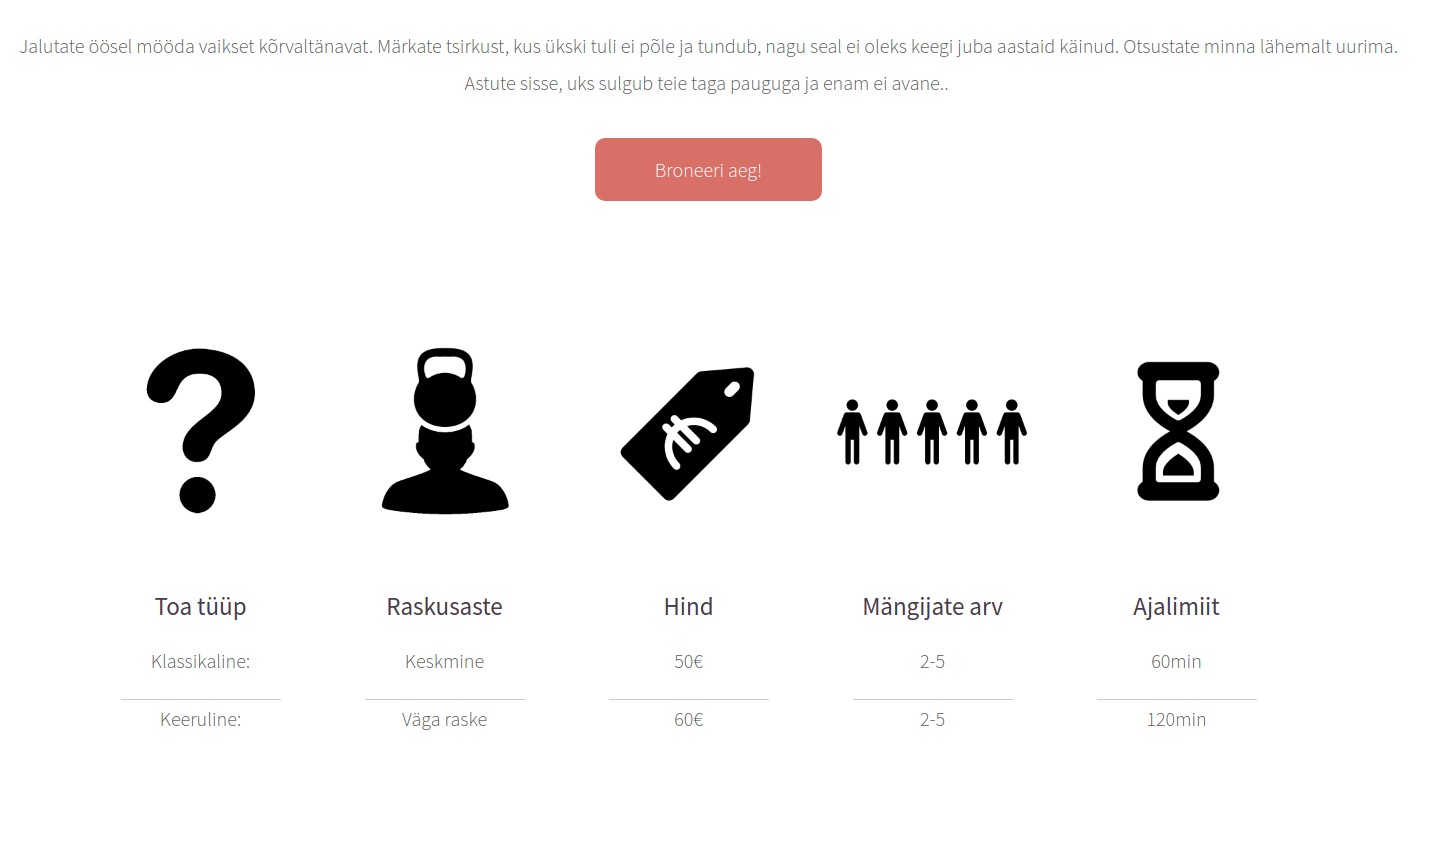 Jalutate öösel mööda vaikset kõrvaltänavat. Märkate tsirkust, kus ükski tuli ei põle ja tundub, nagu seal ei oleks keegi juba aastaid käinud. Otsustate minna lähemalt uurima.
Astute sisse, uks sulgub teie taga pauguga ja enam ei avane..
Broneeri aeg!
Toa tüüp Raskusaste Hind Mängijate arv Ajalimiit
Klassikaline: Keskmine 50€ 2-5 60min
Keeruline: Väga raske 60€ 2-5 120min